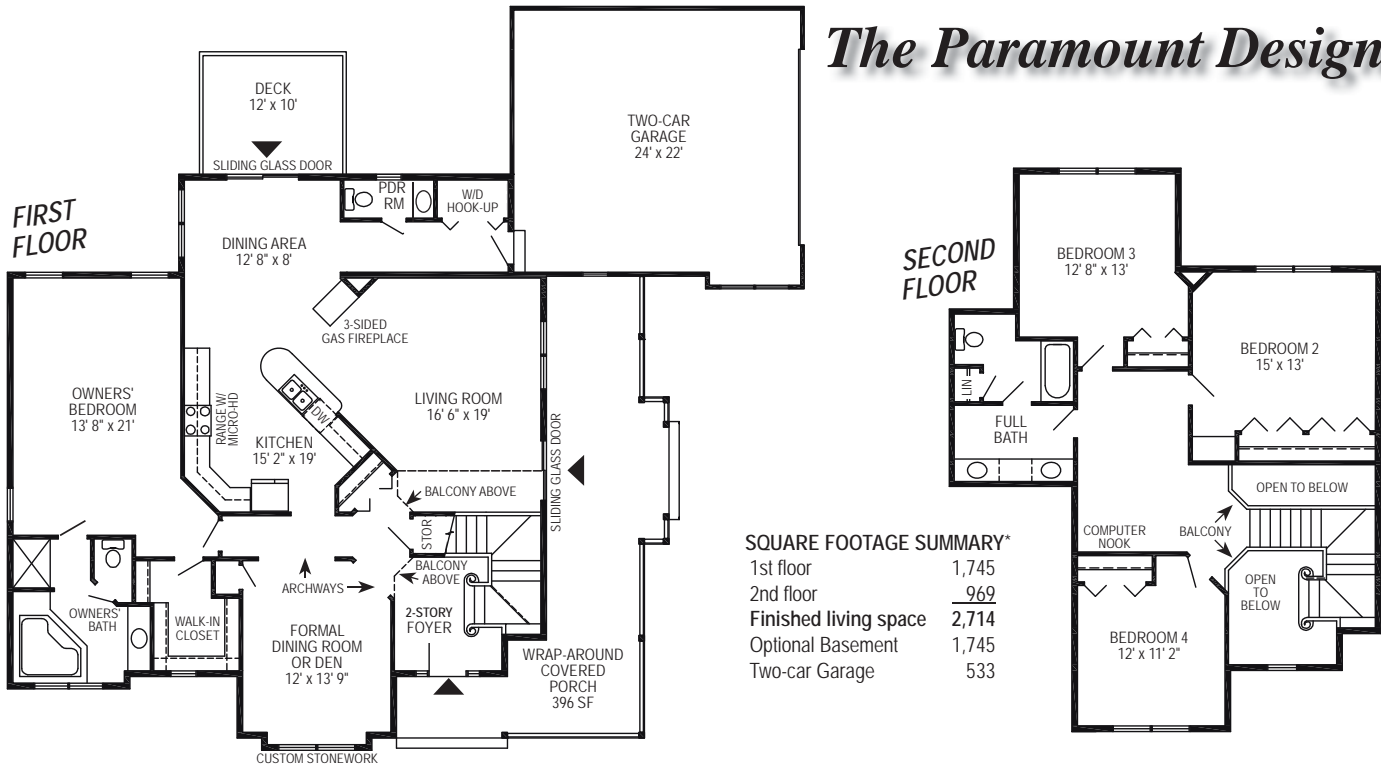 The Paramount Design
FIRST
FLOOR
DECK
12' x 10'
SLIDING GLASS DOOR
TWO-CAR
GARAGE
24' x 22'
PDR
RM
W/D
HOOK-UP
DINING AREA
12' 8" x 8'
3-SIDED
GAS FIREPLACE
OWNERS'
BEDROOM
13' 8" x 21'
RANGE W/
MICRO-HD
DW
KITCHEN
15' 2" x 19'
LIVING ROOM
16' 6" x 19'
SLIDING GLASS DOOR
BALCONY ABOVE
STOR
BALCONY
ABOVE
ARCHWAYS
OWNERS'
BATH
WALK-IN
CLOSET
FORMAL
DINING ROOM
OR DEN
12' x 13' 9"
2-STORY
FOYER
WRAP-AROUND
COVERED
PORCH
396 SF
CUSTOM STONEWORK
SQUARE FOOTAGE SUMMARY*
1st floor 1,745
2nd floor 969
Finished living space 2,714
Optional Basement 1,745
Two-car Garage 533
SECOND
FLOOR
BEDROOM 3
12' 8" x 13'
BEDROOM 2
15' x 13'
LIN
FULL
BATH
OPEN TO BELOW
COMPUTER
NOOK
BALCONY
OPEN
TO
BELOW
BEDROOM 4
12' x 11' 2"